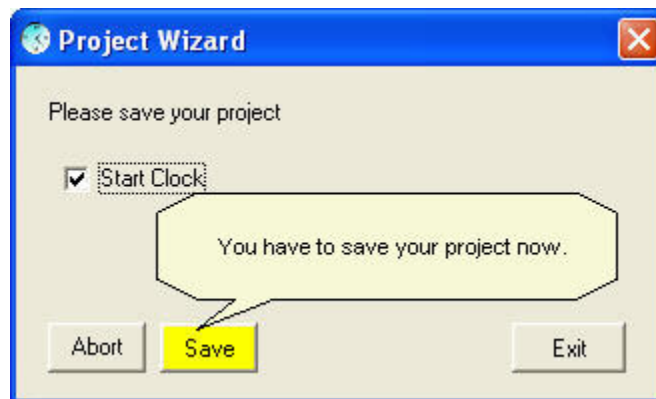 Project Wizard
Please save your project
Start Clock
You have to save your project now.
Abort
Save
Exit